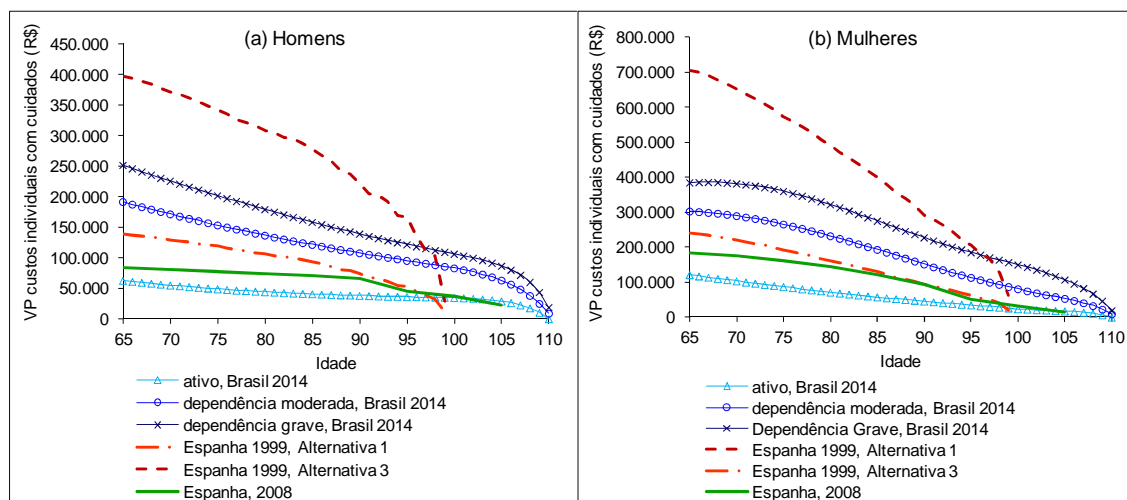 (a) Homens
VP custos individuais com cuidados (R$)
450.000
400.000
350.000
300.000
250.000
200.000
150.000
100.000
50.000
0
65 70 75 80 85 90 95 100 105 110
Idade
ativo, Brasil 2014
dependência moderada, Brasil 2014
dependência grave, Brasil 2014
Espanha 1999, Alternativa 1
Espanha 1999, Alternativa 3
Espanha, 2008
(b) Mulheres
VP custos individuais com cuidados (R$)
800.000
700.000
600.000
500.000
400.000
300.000
200.000
100.000
0
65 70 75 80 85 90 95 100 105 110
Idade
ativo, Brasil 2014
dependência moderada, Brasil 2014
Dependência Grave, Brasil 2014
Espanha 1999, Alternativa 1
Espanha 1999, Alternativa 3
Espanha, 2008